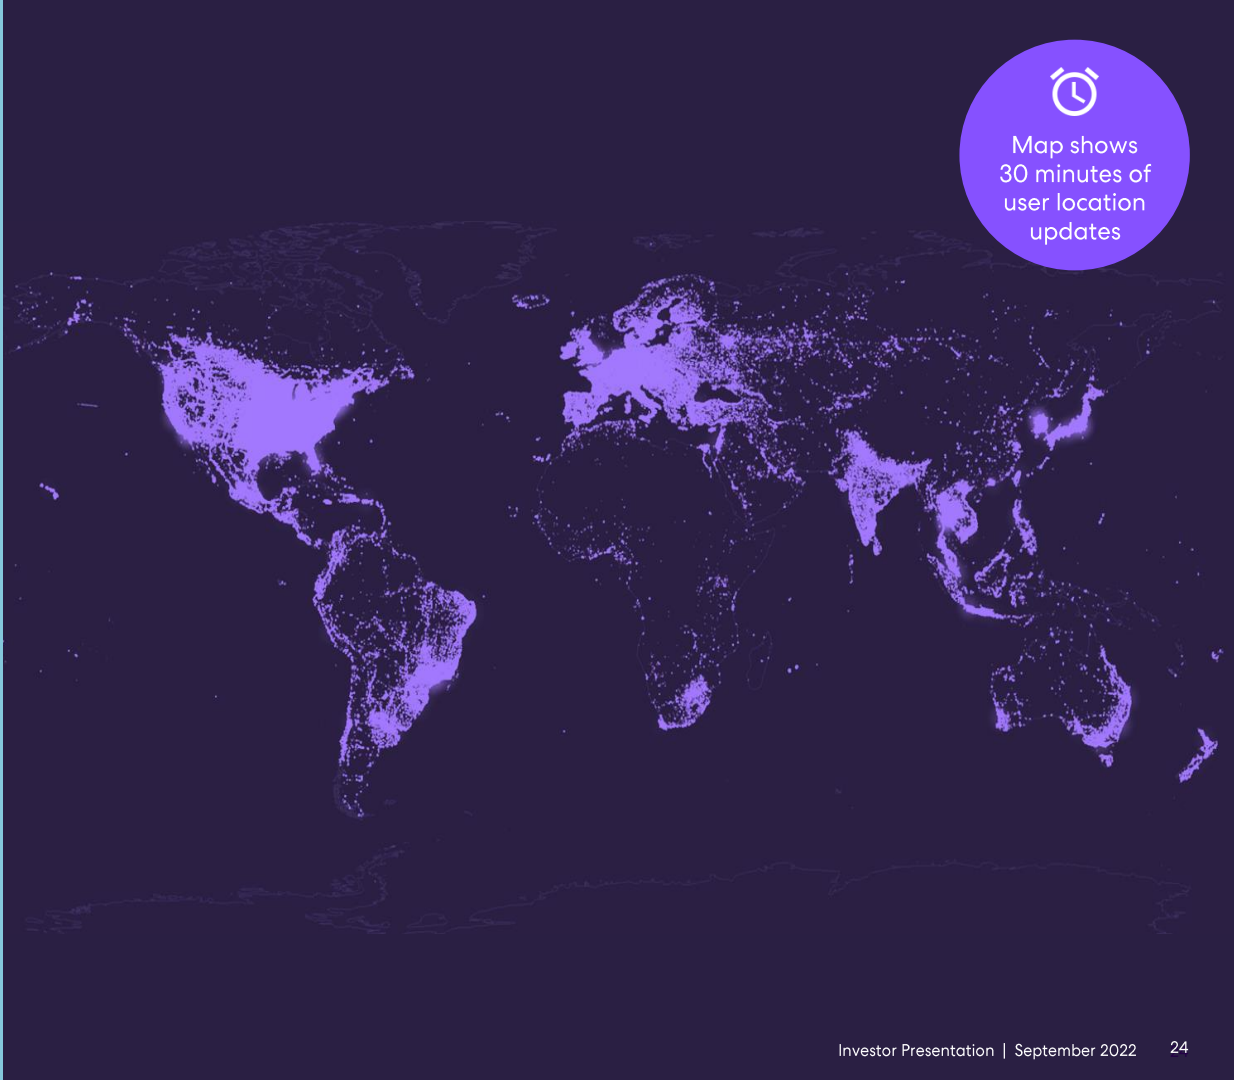 Map shows
30 minutes of
user location
updates
Investor Presentation | September 2022 24